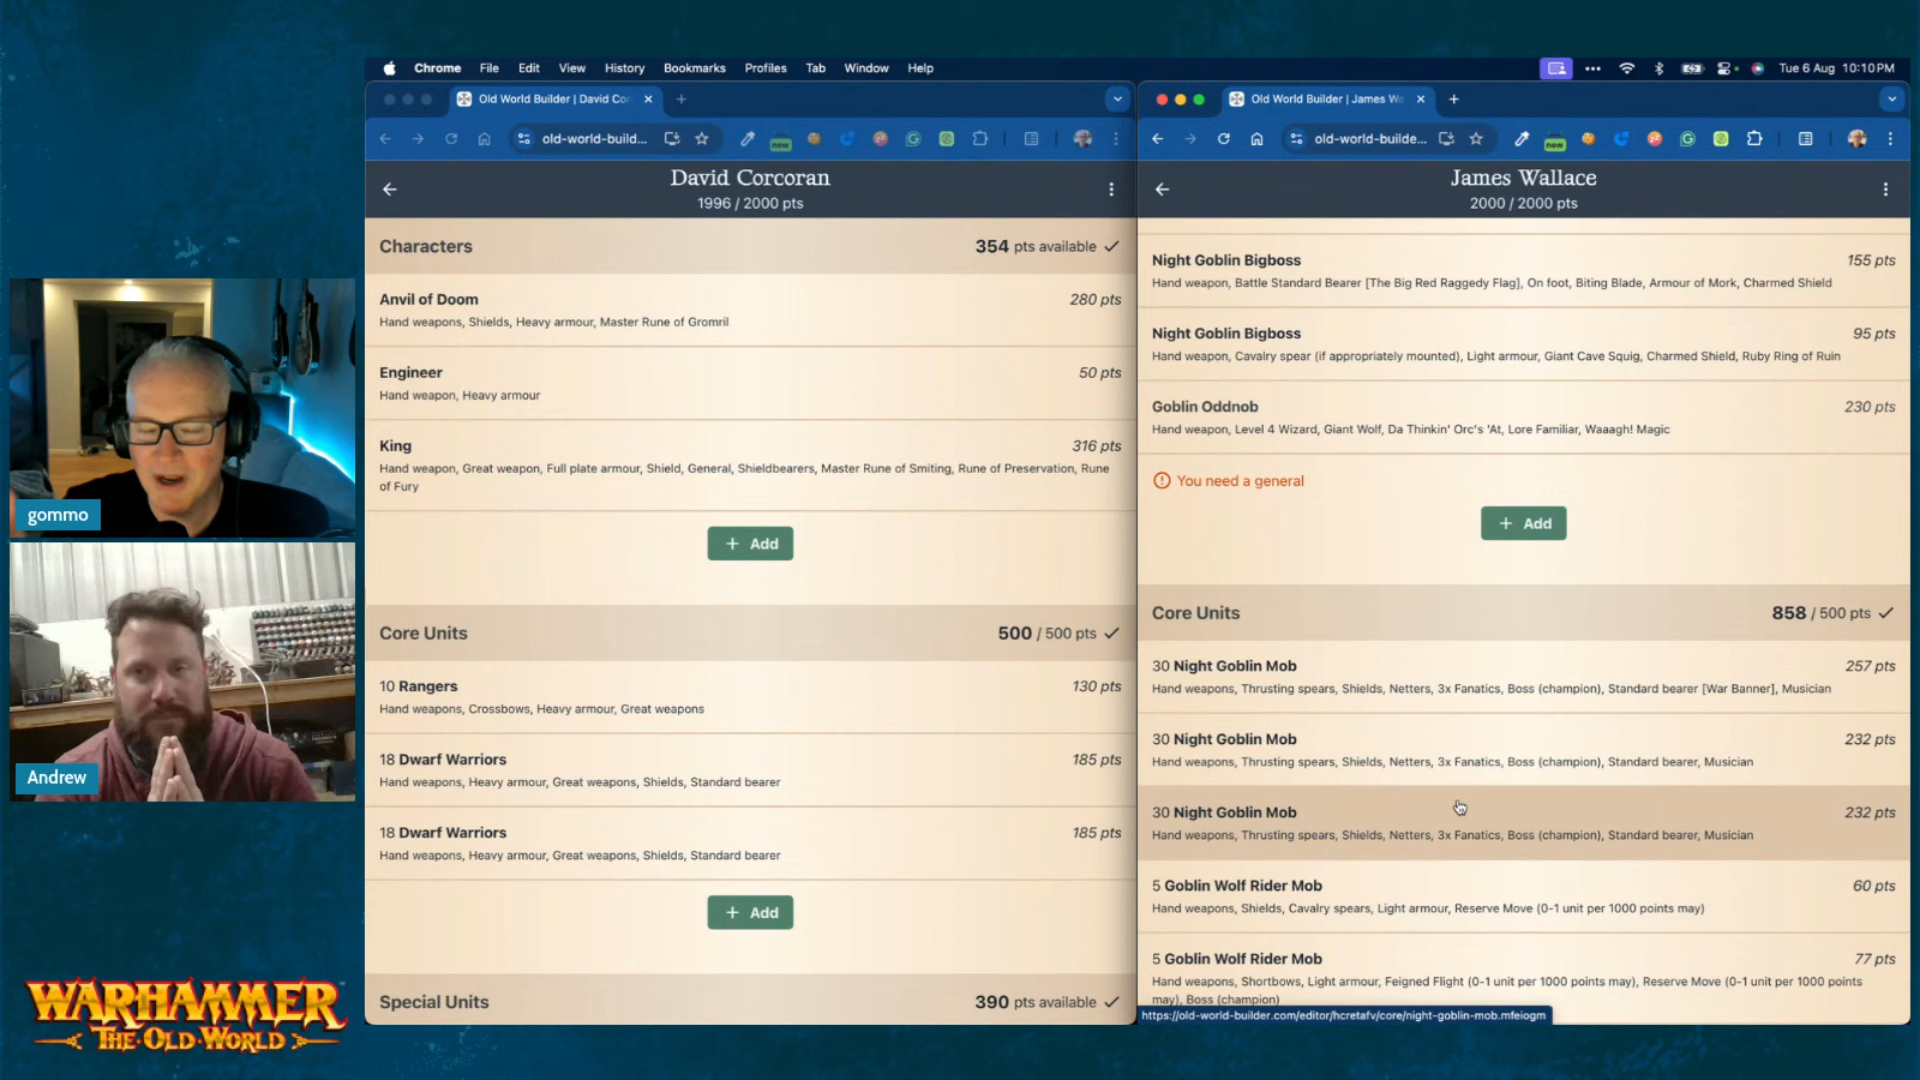 Chrome File Edit View History Bookmarks Profiles Tab Window Help
Tue 6 Aug 10:10 PM
Old World Builder | David Co
old-world-build...
new
David Corcoran
1996 / 2000 pts
Characters
354 pts available
Anvil of Doom
280 pts
Hand weapons, Shields, Heavy armour, Master Rune of Gromril
Engineer
50 pts
Hand weapon, Heavy armour
King
316 pts
Hand weapon, Great weapon, Full plate armour, Shield, General, Shieldbearers, Master Rune of Smiting, Rune of Preservation, Rune
of Fury
+ Add
Core Units
500 / 500 pts
10 Rangers
130 pts
Hand weapons, Crossbows, Heavy armour, Great weapons
18 Dwarf Warriors
185 pts
Hand weapons, Heavy armour, Great weapons, Shields, Standard bearer
18 Dwarf Warriors
185 pts
Hand weapons, Heavy armour, Great weapons, Shields, Standard bearer
+ Add
Special Units
390 pts available
Old World Builder | James Wa
old-world-builde...
new
James Wallace
2000 / 2000 pts
Night Goblin Bigboss
155 pts
Hand weapon, Battle Standard Bearer [The Big Red Raggedy Flag], On foot, Biting Blade, Armour of Mork, Charmed Shield
Night Goblin Bigboss
95 pts
Hand weapon, Cavalry spear (if appropriately mounted), Light armour, Giant Cave Squig, Charmed Shield, Ruby Ring of Ruin
Goblin Oddnob
230 pts
Hand weapon, Level 4 Wizard, Giant Wolf, Da Thinkin' Orc's 'At, Lore Familiar, Waaagh! Magic
You need a general
+ Add
Core Units
858 / 500 pts
30 Night Goblin Mob
257 pts
Hand weapons, Thrusting spears, Shields, Netters, 3x Fanatics, Boss (champion), Standard bearer [War Banner], Musician
30 Night Goblin Mob
232 pts
Hand weapons, Thrusting spears, Shields, Netters, 3x Fanatics, Boss (champion), Standard bearer, Musician
30 Night Goblin Mob
232 pts
Hand weapons, Thrusting spears, Shields, Netters, 3x Fanatics, Boss (champion), Standard bearer, Musician
5 Goblin Wolf Rider Mob
60 pts
Hand weapons, Shields, Cavalry spears, Light armour, Reserve Move (0-1 unit per 1000 points may)
5 Goblin Wolf Rider Mob
77 pts
Hand weapons, Shortbows, Light armour, Feigned Flight (0-1 unit per 1000 points may), Reserve Move (0-1 unit per 1000 points
may), Boss (champion)
https://old-world-builder.com/editor/hcretafv/core/night-goblin-mob.mfeiogm
gommo
Andrew
WARHAMMER
THE OLD WORLD